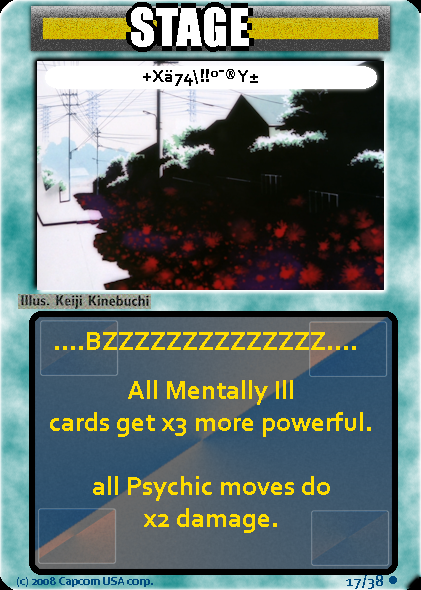 STAGE
+Xä74\!!º¯®Y±
Illus. Keiji Kinebuchi
....BZZZZZZZZZZZZZZ....
All Mentally Ill
cards get x3 more powerful.
all Psychic moves do
x2 damage.
(c) 2008 Capcom USA corp.
17/38 ●